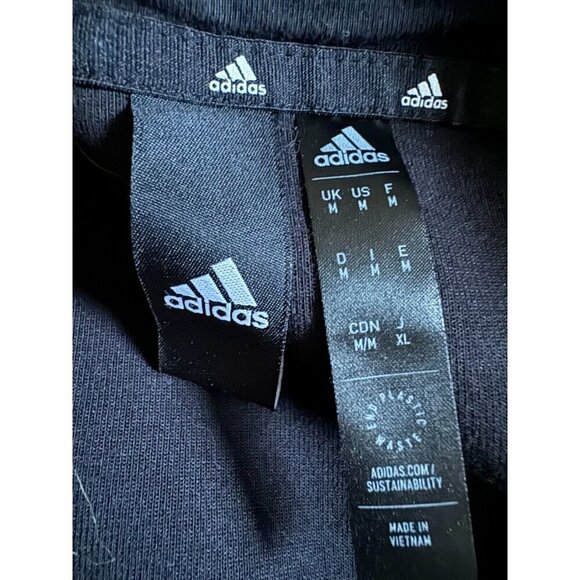 adidas
adidas
adidas
adidas
UK US F
M M M
D I E
M M M
CDN J
M/M XL
END PLASTIC WASTE
ADIDAS.COM/
SUSTAINABILITY
MADE IN
VIETNAM